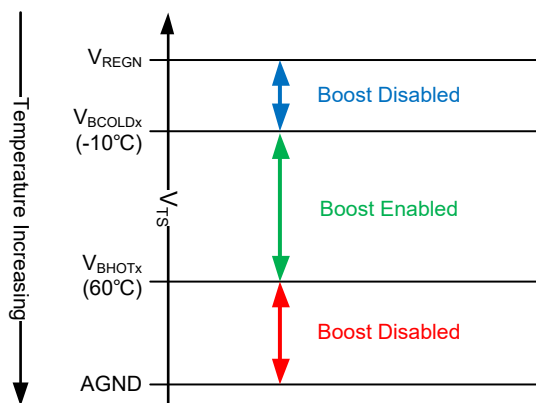 Temperature Increasing
VREGN
Boost Disabled
VBCOLDx
(-10℃)
Boost Enabled
VTS
VBHOTx
(60℃)
Boost Disabled
AGND